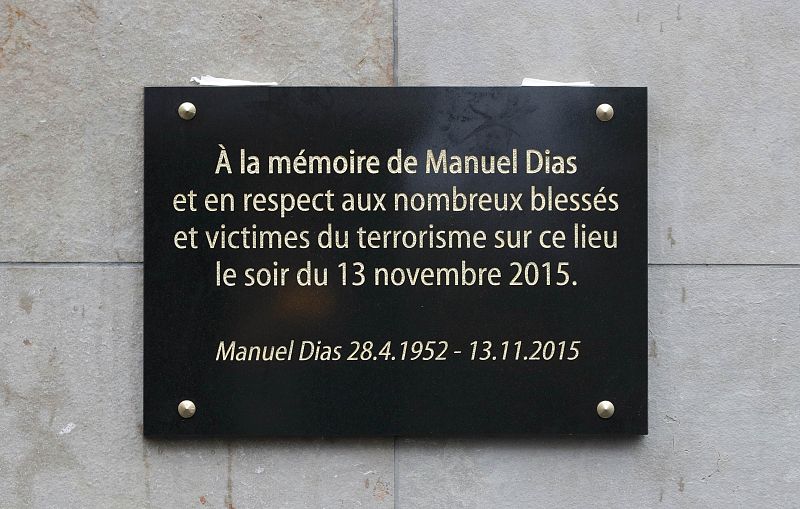 À la mémoire de Manuel Dias
et en respect aux nombreux blessés
et victimes du terrorisme sur ce lieu
le soir du 13 novembre 2015.
Manuel Dias 28.4.1952 - 13.11.2015